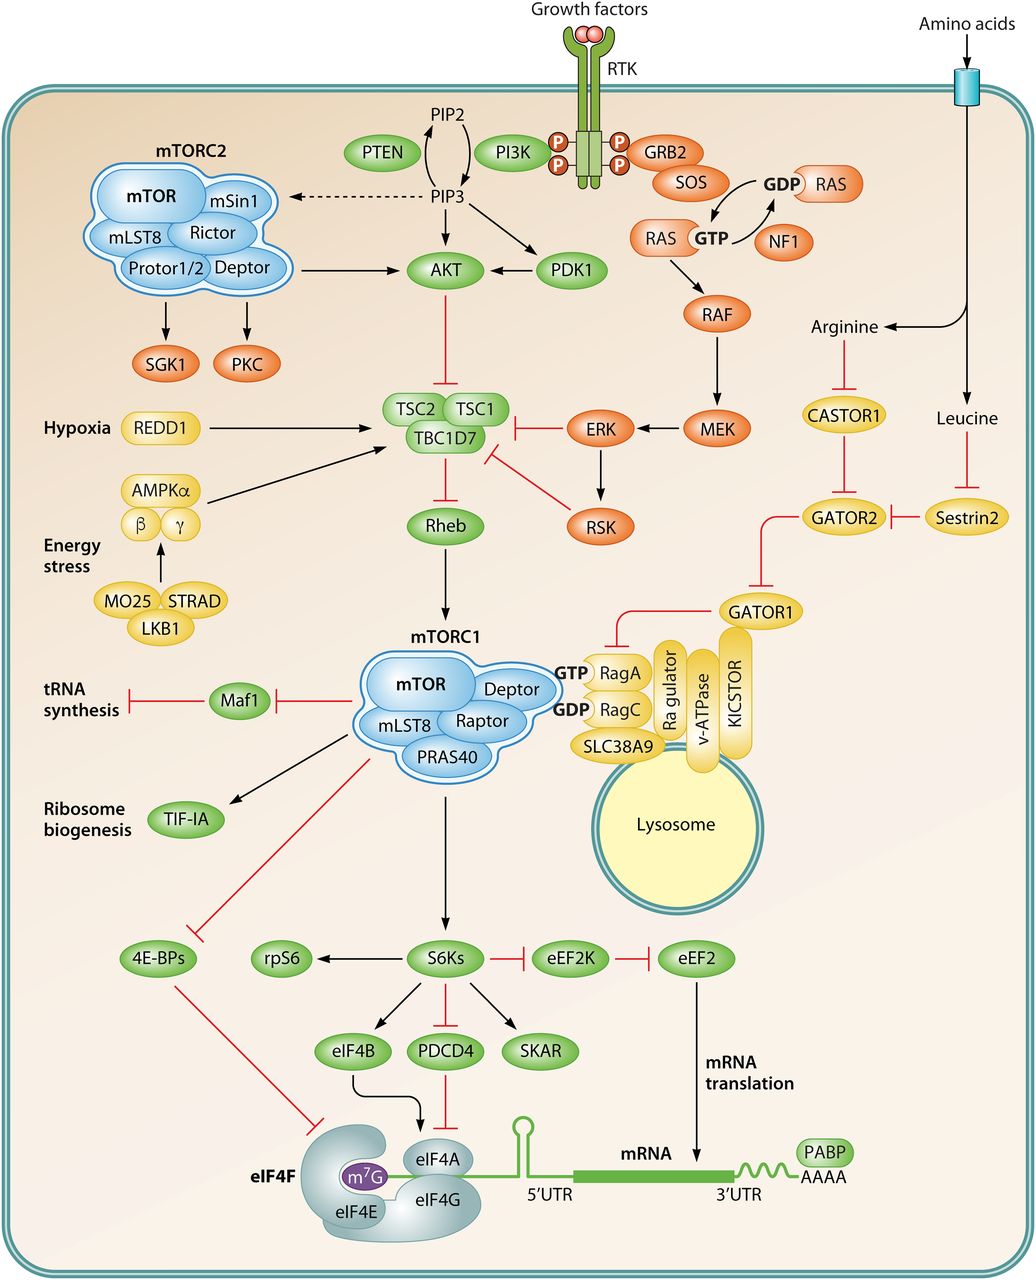 Growth factors
Amino acids
RTK
PIP2
PTEN
PI3K
P
P
P
P
GRB2
SOS
GDP
RAS
mTORC2
mTOR
mSin1
mLST8
Rictor
Protor1/2
Deptor
PIP3
RAS
GTP
NF1
AKT
PDK1
RAF
Arginine
SGK1
PKC
TSC2
TSC1
TBC1D7
CASTOR1
Leucine
Hypoxia
REDD1
ERK
MEK
AMPKα
β
γ
Rheb
RSK
GATOR2
Sestrin2
Energy
stress
MO25
STRAD
LKB1
GATOR1
mTORC1
mTOR
Deptor
mLST8
Raptor
PRAS40
GTP
RagA
GDP
RagC
SLC38A9
Ra gulator
v-ATPase
KICSTOR
tRNA
synthesis
Maf1
Ribosome
biogenesis
TIF-IA
Lysosome
4E-BPs
rpS6
S6Ks
eEF2K
eEF2
eIF4B
PDCD4
SKAR
mRNA
translation
eIF4F
m7G
eIF4A
eIF4E
eIF4G
5’UTR
mRNA
3’UTR
PABP
AAAA